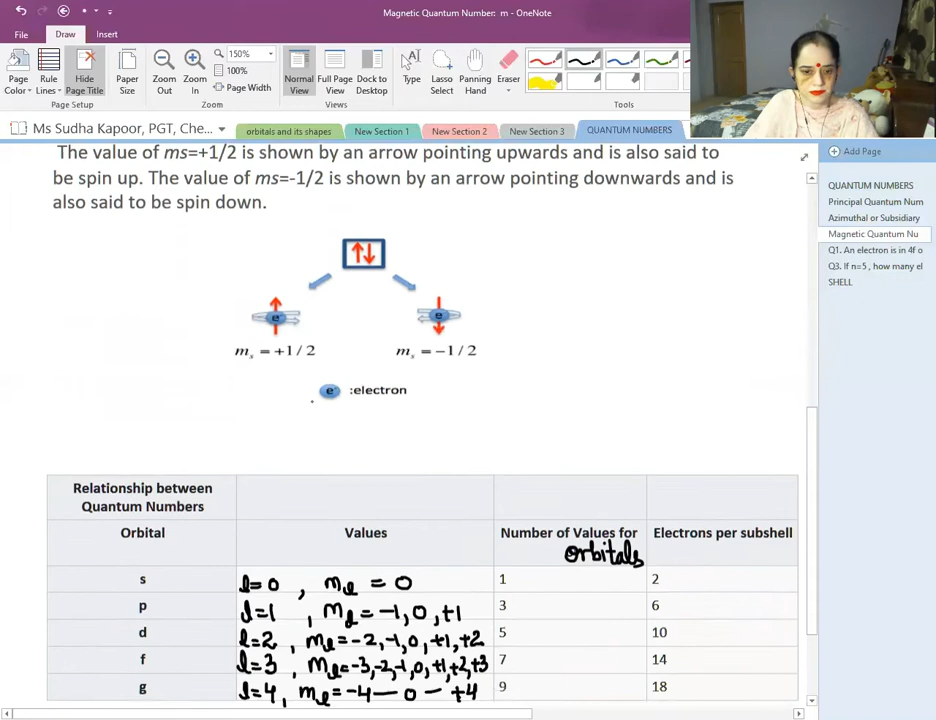 Magnetic Quantum Number: m - OneNote
File Draw Insert
Page Color
Rule Lines
Hide Page Title
Paper Size
Zoom Out
Zoom In
150%
100%
Page Width
Normal View
Full Page View
Dock to Desktop
Type
Lasso Select
Panning Hand
Eraser
Page Setup Zoom Views Tools
Ms Sudha Kapoor, PGT, Che... orbitals and its shapes New Section 1 New Section 2 New Section 3 QUANTUM NUMBERS
Add Page
QUANTUM NUMBERS
Principal Quantum Num
Azimuthal or Subsidiary
Magnetic Quantum Nu
Q1. An electron is in 4f o
Q3. If n=5 , how many el
SHELL
The value of ms=+1/2 is shown by an arrow pointing upwards and is also said to
be spin up. The value of ms=-1/2 is shown by an arrow pointing downwards and is
also said to be spin down.
↑↓
e e
ms = +1/2 ms = −1/2
e :electron
Relationship between
Quantum Numbers
Orbital Values Number of Values for orbitals Electrons per subshell
s l=0 , ml = 0 1 2
p l=1 , ml = -1, 0, +1 3 6
d l=2 , ml = -2, -1, 0, +1, +2 5 10
f l=3 , ml = -3, -2, -1, 0, +1, +2, +3 7 14
g l=4, ml = -4 — 0 — +4 9 18